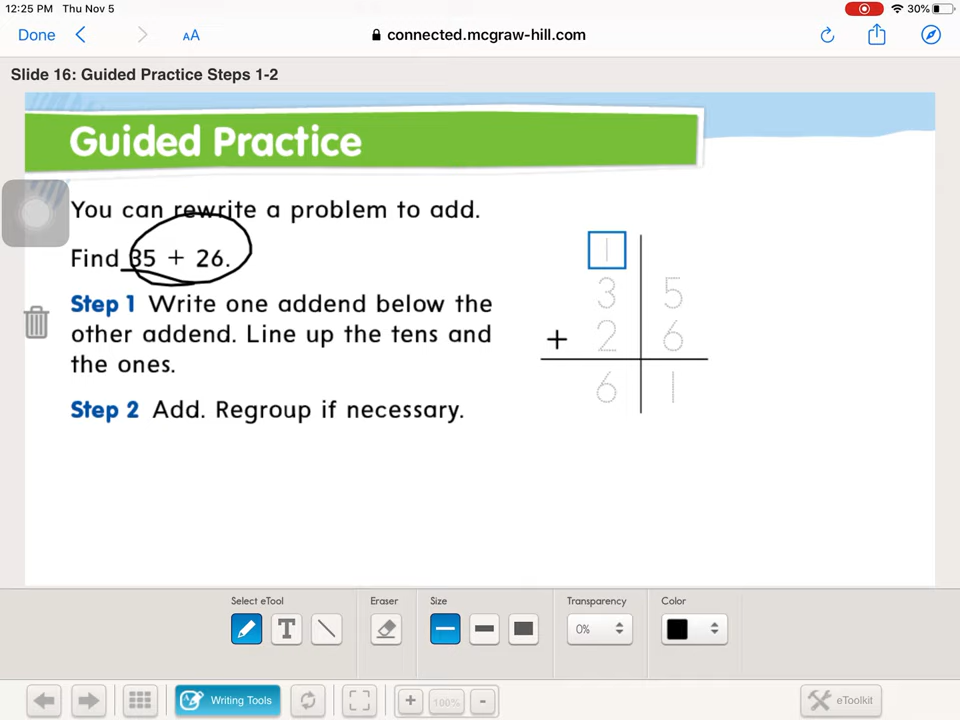 12:25 PM Thu Nov 5
30%
Done
AA
connected.mcgraw-hill.com
Slide 16: Guided Practice Steps 1-2
Guided Practice
You can rewrite a problem to add.
Find 35 + 26.
Step 1 Write one addend below the
other addend. Line up the tens and
the ones.
Step 2 Add. Regroup if necessary.
1
3 5
+ 2 6
6 1
Select eTool
Eraser
Size
Transparency
Color
T
0%
Writing Tools
+ 100% -
eToolkit